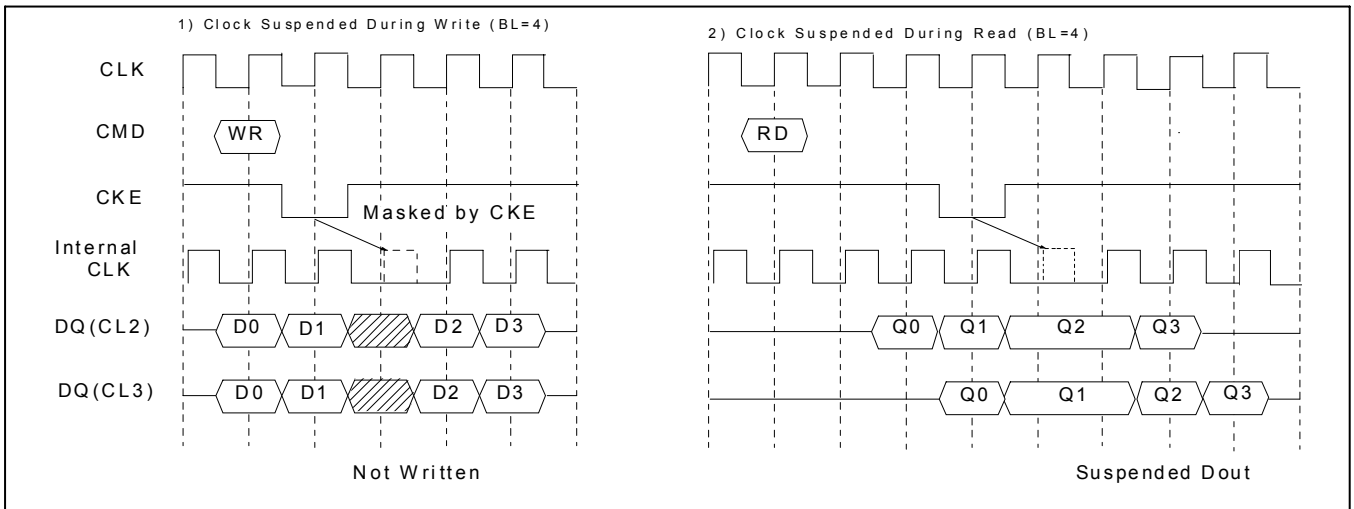 1) Clock Suspended During Write (BL=4)
CLK
CMD
WR
CKE
Masked by CKE
Internal
CLK
DQ(CL2)
D0 D1 D2 D3
DQ(CL3)
D0 D1 D2 D3
Not Written
2) Clock Suspended During Read (BL=4)
RD
Q0 Q1 Q2 Q3
Q0 Q1 Q2 Q3
Suspended Dout